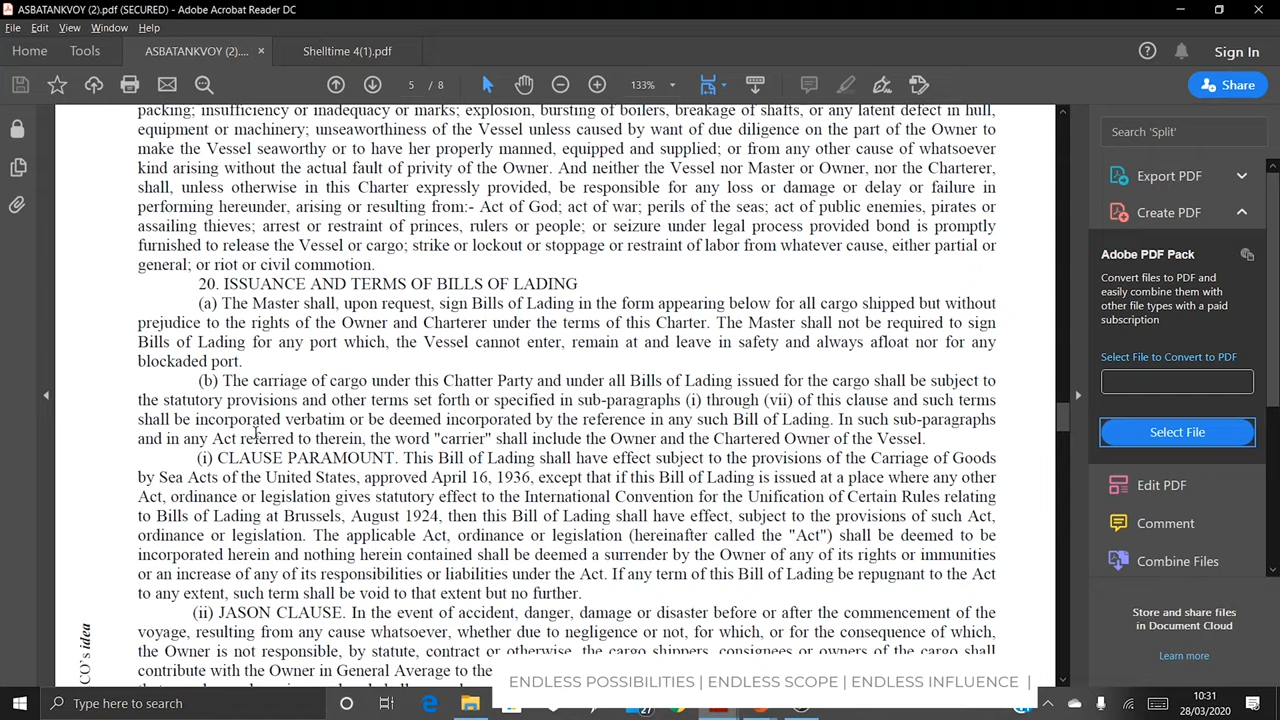 ASBATANKVOY (2).pdf (SECURED) - Adobe Acrobat Reader DC
File Edit View Window Help
Home Tools ASBATANKVOY (2).... × Shelltime 4(1).pdf Sign In
5 / 8 133% Share
packing; insufficiency or inadequacy or marks; explosion, bursting of boilers, breakage of shafts, or any latent defect in hull,
equipment or machinery; unseaworthiness of the Vessel unless caused by want of due diligence on the part of the Owner to
make the Vessel seaworthy or to have her properly manned, equipped and supplied; or from any other cause of whatsoever
kind arising without the actual fault of privity of the Owner. And neither the Vessel nor Master or Owner, nor the Charterer,
shall, unless otherwise in this Charter expressly provided, be responsible for any loss or damage or delay or failure in
performing hereunder, arising or resulting from:- Act of God; act of war; perils of the seas; act of public enemies, pirates or
assailing thieves; arrest or restraint of princes, rulers or people; or seizure under legal process provided bond is promptly
furnished to release the Vessel or cargo; strike or lockout or stoppage or restraint of labor from whatever cause, either partial or
general; or riot or civil commotion.
20. ISSUANCE AND TERMS OF BILLS OF LADING
(a) The Master shall, upon request, sign Bills of Lading in the form appearing below for all cargo shipped but without
prejudice to the rights of the Owner and Charterer under the terms of this Charter. The Master shall not be required to sign
Bills of Lading for any port which, the Vessel cannot enter, remain at and leave in safety and always afloat nor for any
blockaded port.
(b) The carriage of cargo under this Chatter Party and under all Bills of Lading issued for the cargo shall be subject to
the statutory provisions and other terms set forth or specified in sub-paragraphs (i) through (vii) of this clause and such terms
shall be incorporated verbatim or be deemed incorporated by the reference in any such Bill of Lading. In such sub-paragraphs
and in any Act referred to therein, the word "carrier" shall include the Owner and the Chartered Owner of the Vessel.
(i) CLAUSE PARAMOUNT. This Bill of Lading shall have effect subject to the provisions of the Carriage of Goods
by Sea Acts of the United States, approved April 16, 1936, except that if this Bill of Lading is issued at a place where any other
Act, ordinance or legislation gives statutory effect to the International Convention for the Unification of Certain Rules relating
to Bills of Lading at Brussels, August 1924, then this Bill of Lading shall have effect, subject to the provisions of such Act,
ordinance or legislation. The applicable Act, ordinance or legislation (hereinafter called the "Act") shall be deemed to be
incorporated herein and nothing herein contained shall be deemed a surrender by the Owner of any of its rights or immunities
or an increase of any of its responsibilities or liabilities under the Act. If any term of this Bill of Lading be repugnant to the Act
to any extent, such term shall be void to that extent but no further.
(ii) JASON CLAUSE. In the event of accident, danger, damage or disaster before or after the commencement of the
voyage, resulting from any cause whatsoever, whether due to negligence or not, for which, or for the consequence of which,
the Owner is not responsible, by statute, contract or otherwise, the cargo shippers, consignees or owners of the cargo shall
contribute with the Owner in General Average to the
CO`s idea
Search 'Split'
Export PDF
Create PDF
Adobe PDF Pack
Convert files to PDF and
easily combine them with
other file types with a paid
subscription
Select File to Convert to PDF
Select File
Edit PDF
Comment
Combine Files
Store and share files
in Document Cloud
Learn more
ENDLESS POSSIBILITIES | ENDLESS SCOPE | ENDLESS INFLUENCE |
Type here to search
27
10:31
28/03/2020